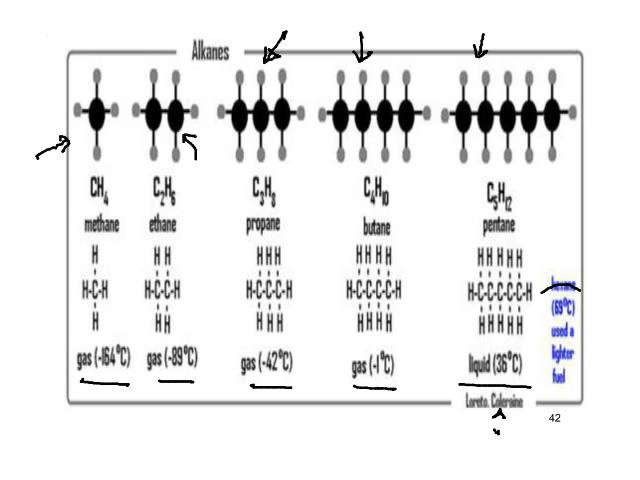 Alkanes
CH4 C2H6 C3H8 C4H10 C5H12
methane ethane propane butane pentane
H H H H H H H H H H H H H H H
H-C-H H-C-C-H H-C-C-C-H H-C-C-C-C-H H-C-C-C-C-C-H
H H H H H H H H H H H H H H H
gas (-164°C) gas (-89°C) gas (-42°C) gas (-1°C) liquid (36°C)
hexane
(69°C)
used a
lighter
fuel
Loreto, Coleraine
42